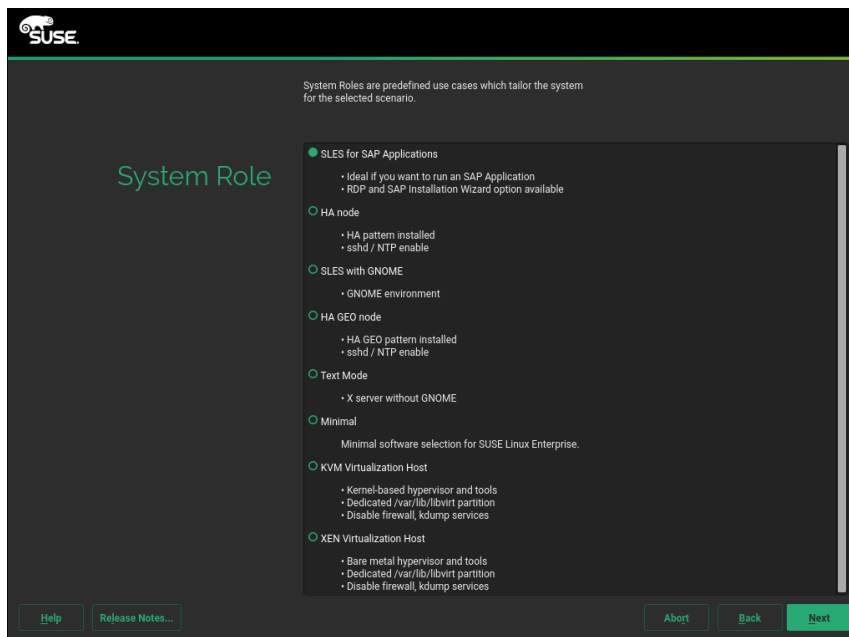 SUSE.
System Roles are predefined use cases which tailor the system
for the selected scenario.
System Role
SLES for SAP Applications
• Ideal if you want to run an SAP Application
• RDP and SAP Installation Wizard option available
HA node
• HA pattern installed
• sshd / NTP enable
SLES with GNOME
• GNOME environment
HA GEO node
• HA GEO pattern installed
• sshd / NTP enable
Text Mode
• X server without GNOME
Minimal
Minimal software selection for SUSE Linux Enterprise.
KVM Virtualization Host
• Kernel-based hypervisor and tools
• Dedicated /var/lib/libvirt partition
• Disable firewall, kdump services
XEN Virtualization Host
• Bare metal hypervisor and tools
• Dedicated /var/lib/libvirt partition
• Disable firewall, kdump services
Help
Release Notes...
Abort
Back
Next